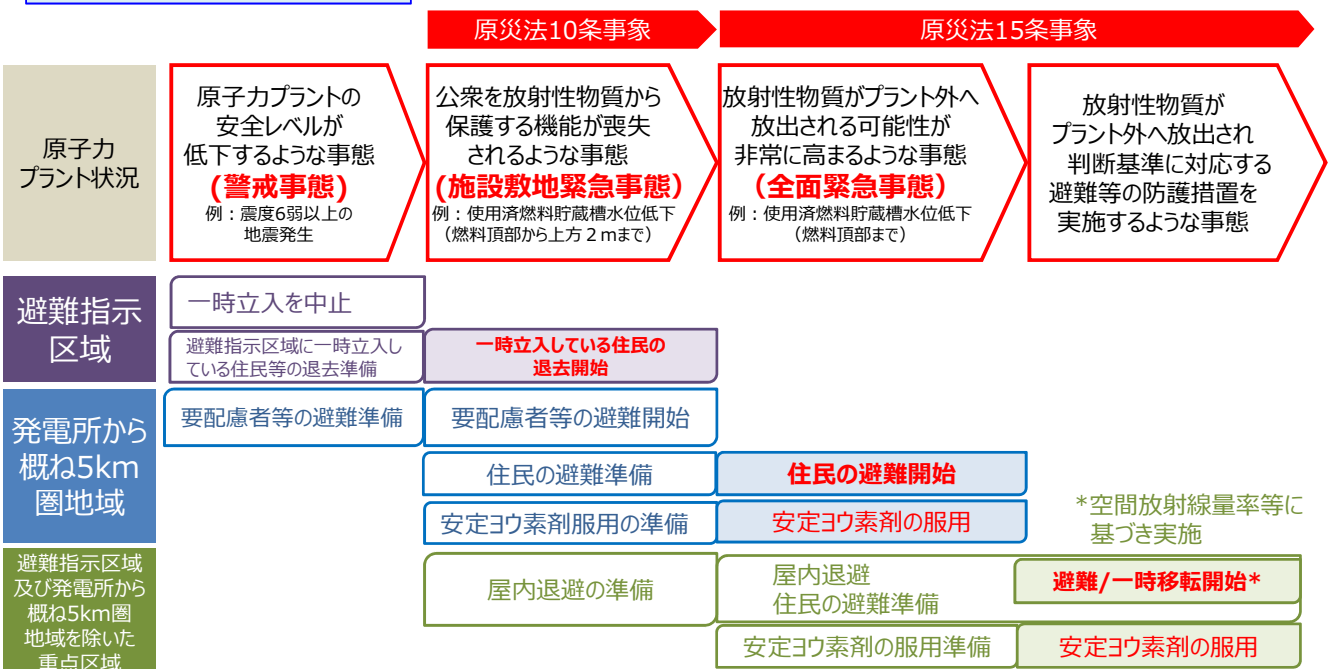 原災法10条事象
原災法15条事象
原子力
プラント状況
原子力プラントの
安全レベルが
低下するような事態
(警戒事態)
例：震度6弱以上の
地震発生
公衆を放射性物質から
保護する機能が喪失
されるような事態
(施設敷地緊急事態）
例：使用済燃料貯蔵槽水位低下
（燃料頂部から上方２ｍまで）
放射性物質がプラント外へ
放出される可能性が
非常に高まるような事態
（全面緊急事態）
例：使用済燃料貯蔵槽水位低下
（燃料頂部まで）
放射性物質が
プラント外へ放出され
判断基準に対応する
避難等の防護措置を
実施するような事態
避難指示
区域
一時立入を中止
避難指示区域に一時立入し
ている住民等の退去準備
一時立入している住民の
退去開始
発電所から
概ね5km
圏地域
要配慮者等の避難準備
要配慮者等の避難開始
住民の避難準備
住民の避難開始
安定ヨウ素剤服用の準備
安定ヨウ素剤の服用
*空間放射線量率等に
基づき実施
避難指示区域
及び発電所から
概ね5km圏
地域を除いた
重点区域
屋内退避の準備
屋内退避
住民の避難準備
避難/一時移転開始*
安定ヨウ素剤の服用準備
安定ヨウ素剤の服用